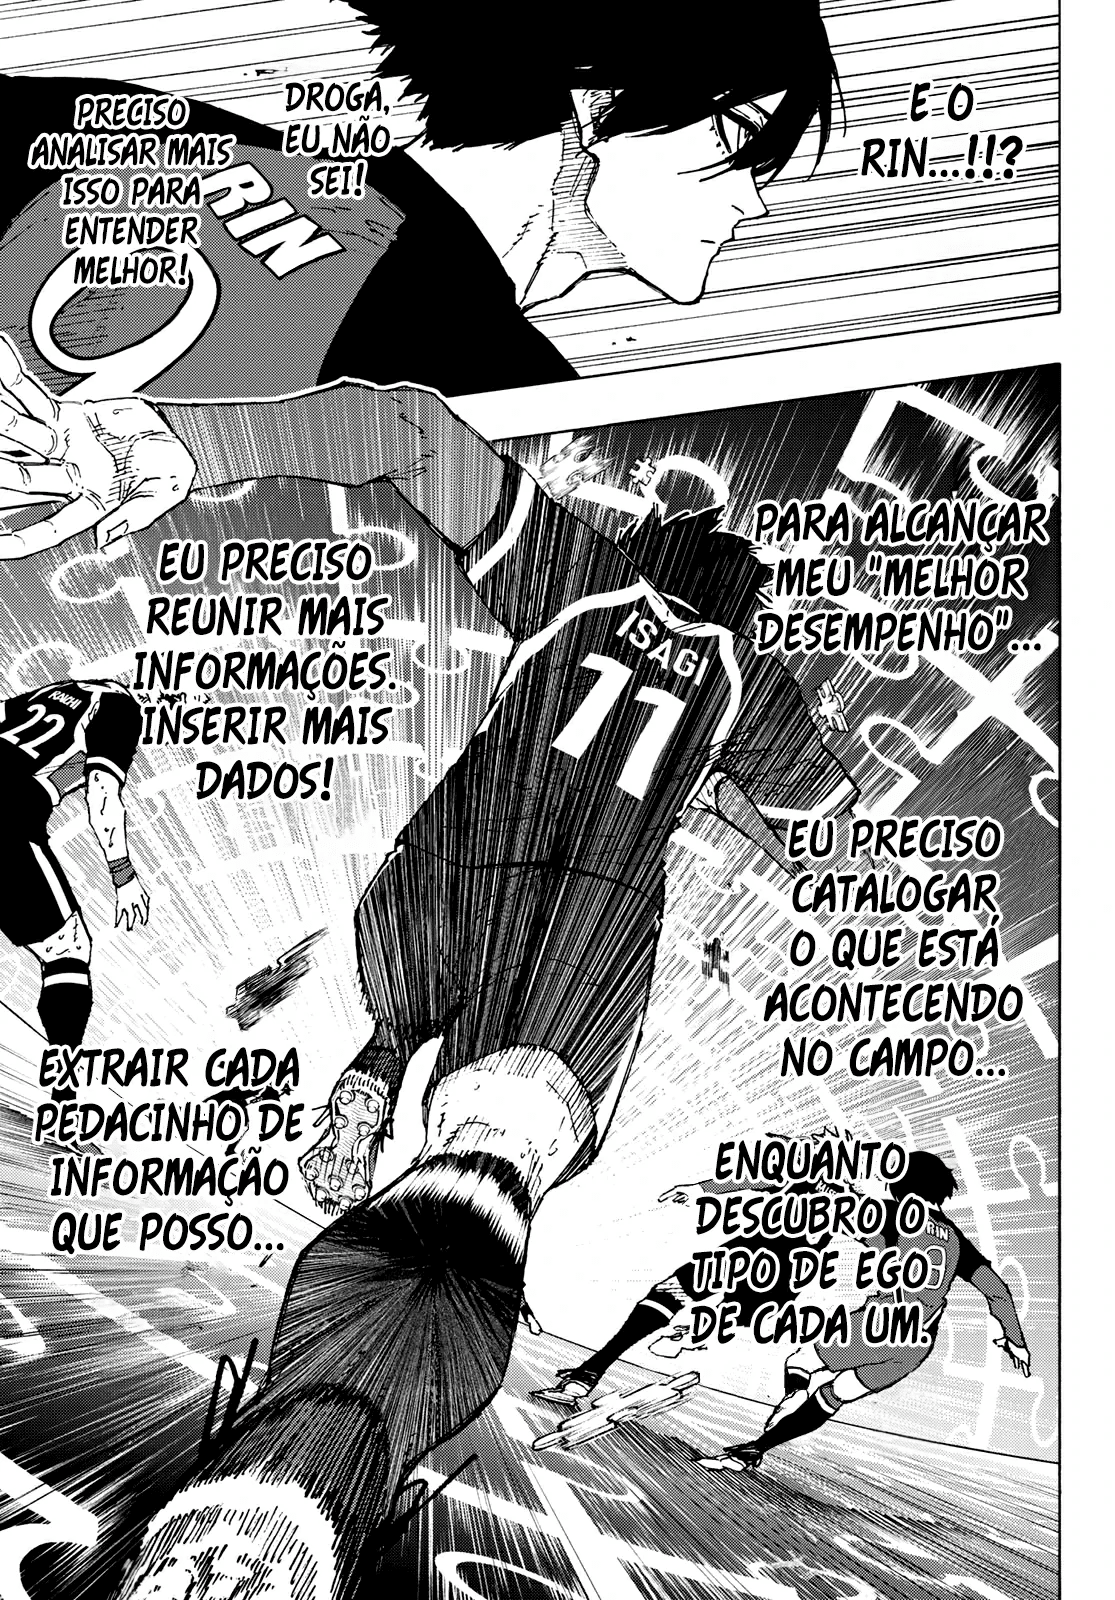 E O
RIN...!!?
DROGA,
EU NÃO
SEI!
PRECISO
ANALISAR MAIS
ISSO PARA
ENTENDER
MELHOR!
RIN
9
PARA ALCANÇAR
MEU "MELHOR
DESEMPENHO"...
EU PRECISO
REUNIR MAIS
INFORMAÇÕES.
INSERIR MAIS
DADOS!
ISAGI
11
22
EU PRECISO
CATALOGAR
O QUE ESTÁ
ACONTECENDO
NO CAMPO...
EXTRAIR CADA
PEDACINHO DE
INFORMAÇÃO
QUE POSSO...
ENQUANTO
DESCUBRO O
TIPO DE EGO
DE CADA UM.
RIN